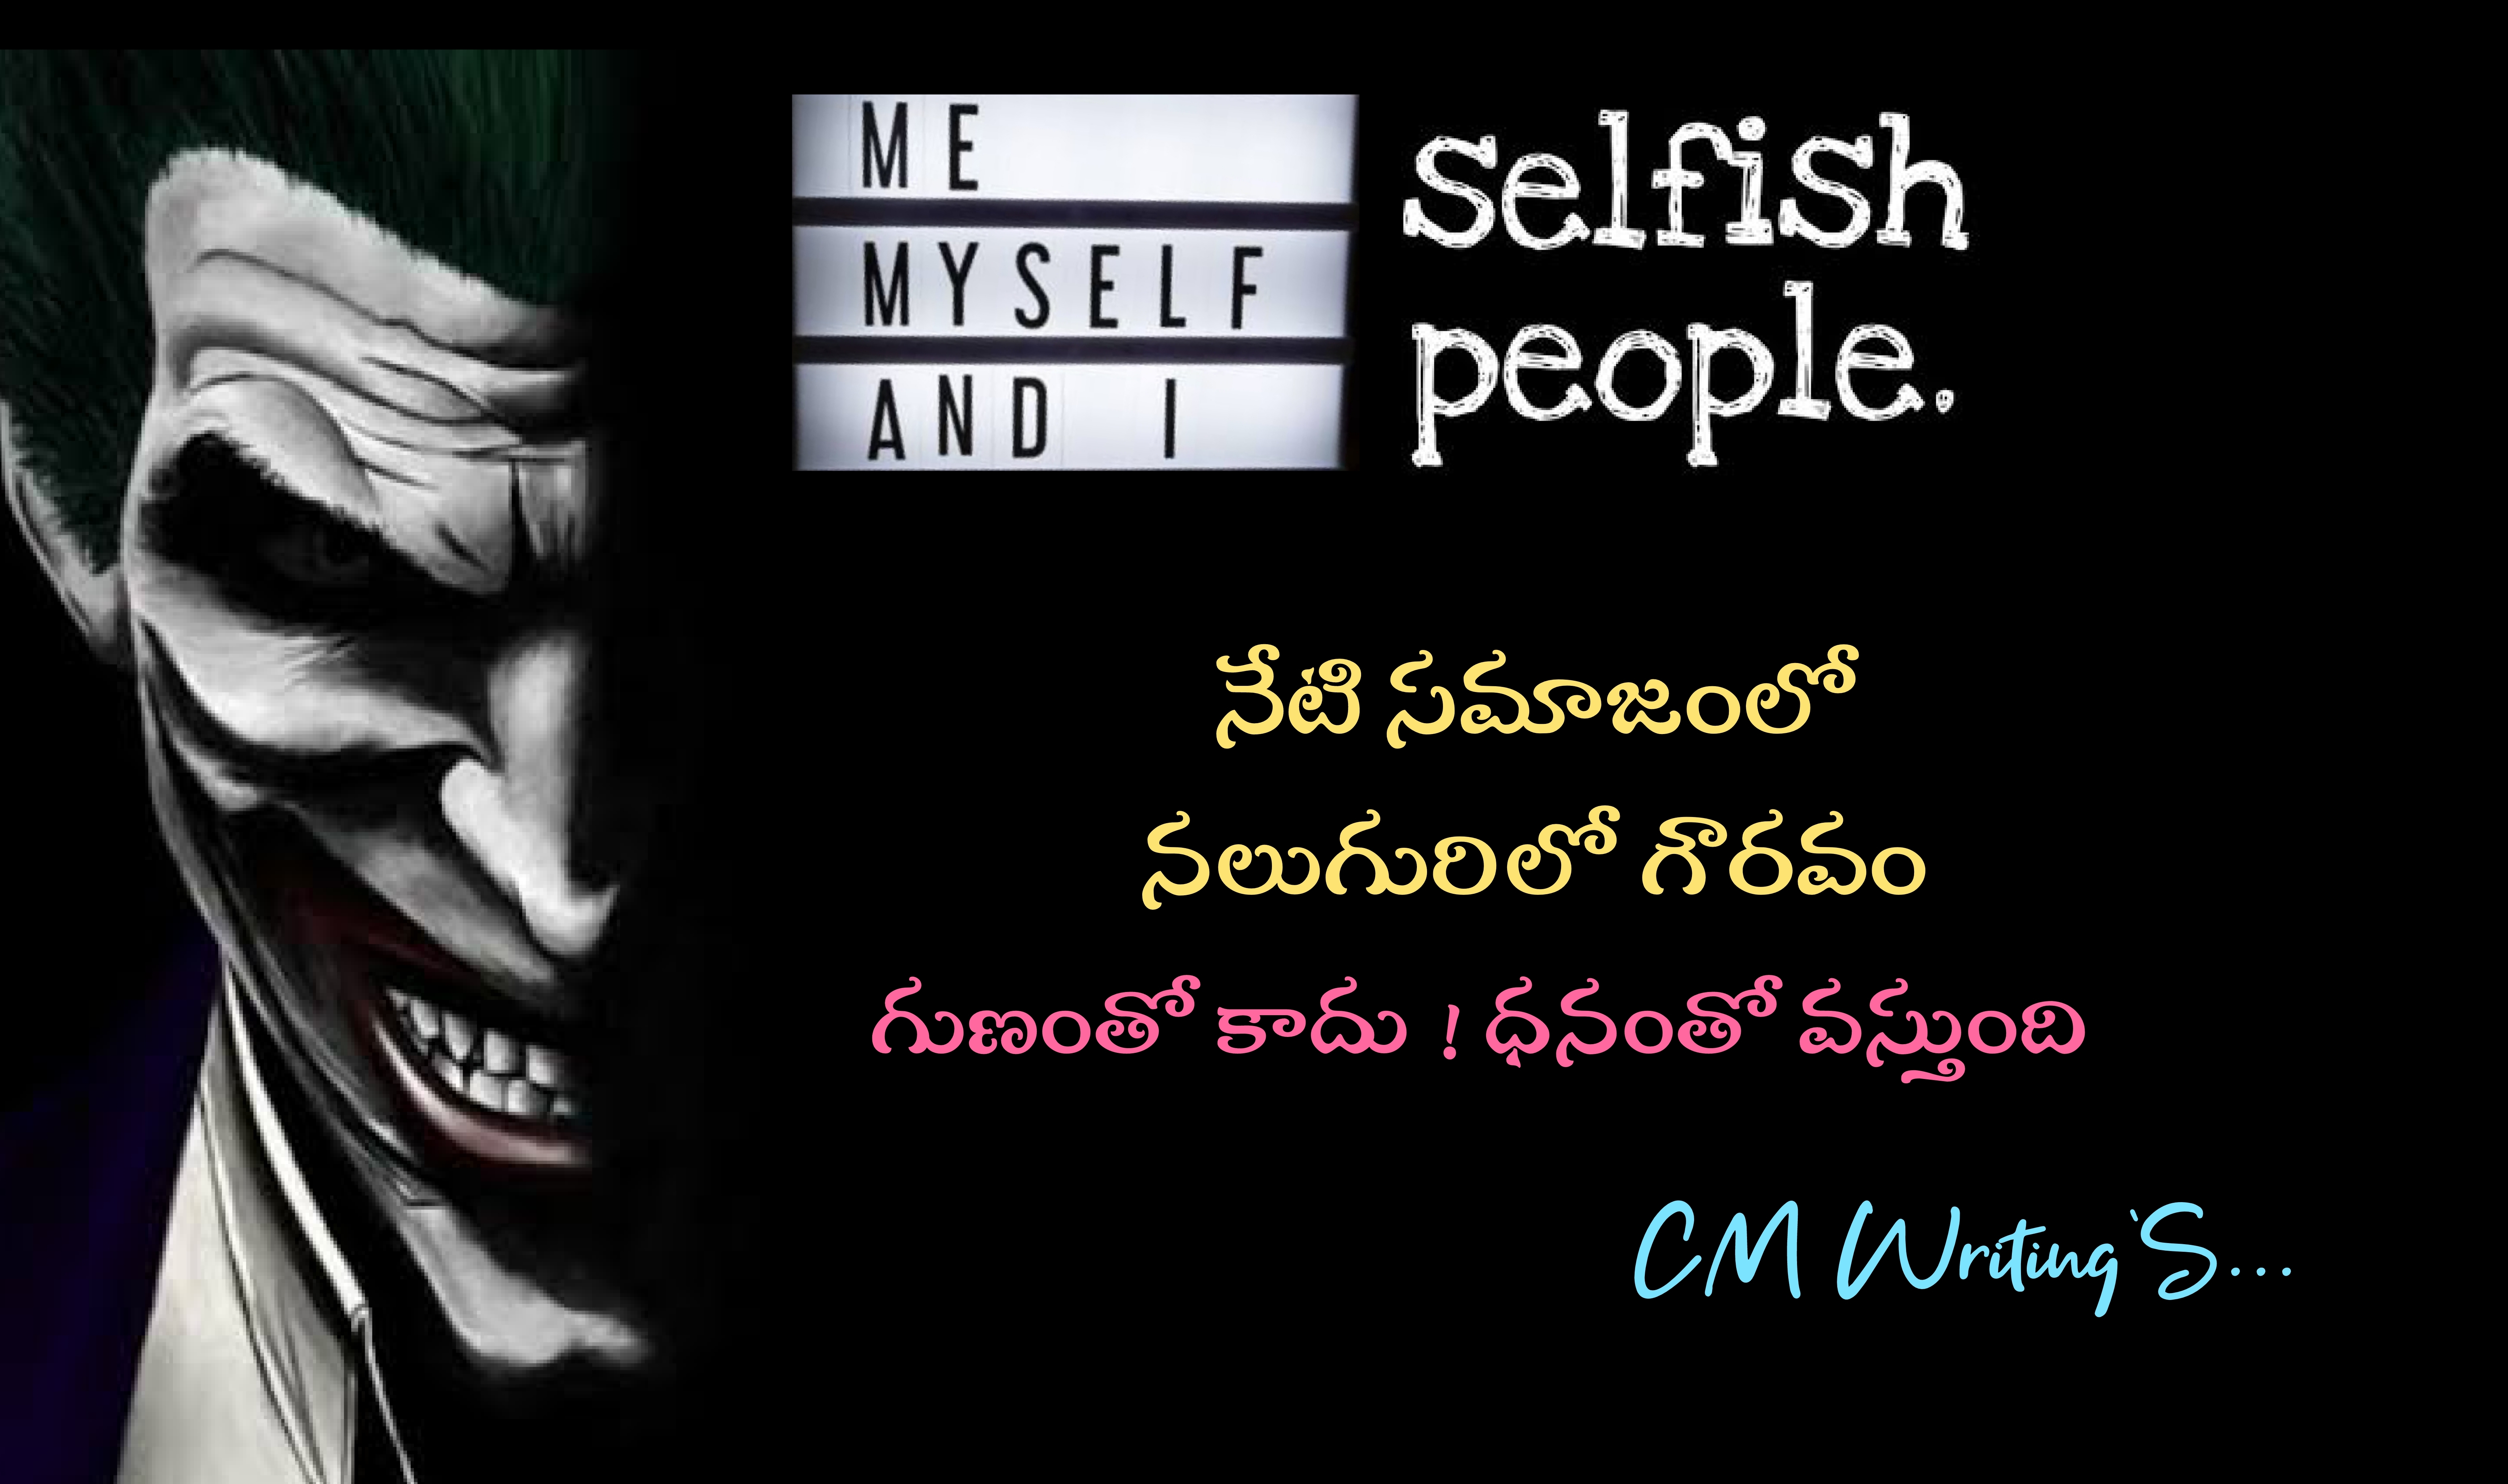 ME
MYSELF
AND I
selfish
people.
నేటి సమాజంలో
నలుగురిలో గౌరవం
గుణంతో కాదు ! ధనంతో వస్తుంది
CM Writing`S...